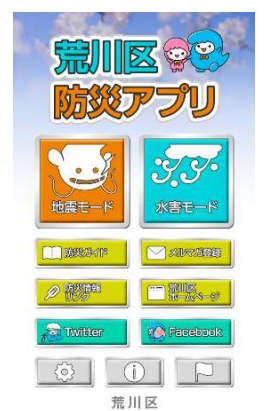 荒川区
防災アプリ
地震モード
水害モード
防災ガイド
メルマガ登録
防災情報
リンク
荒川区
ホームページ
Twitter
Facebook
荒川区